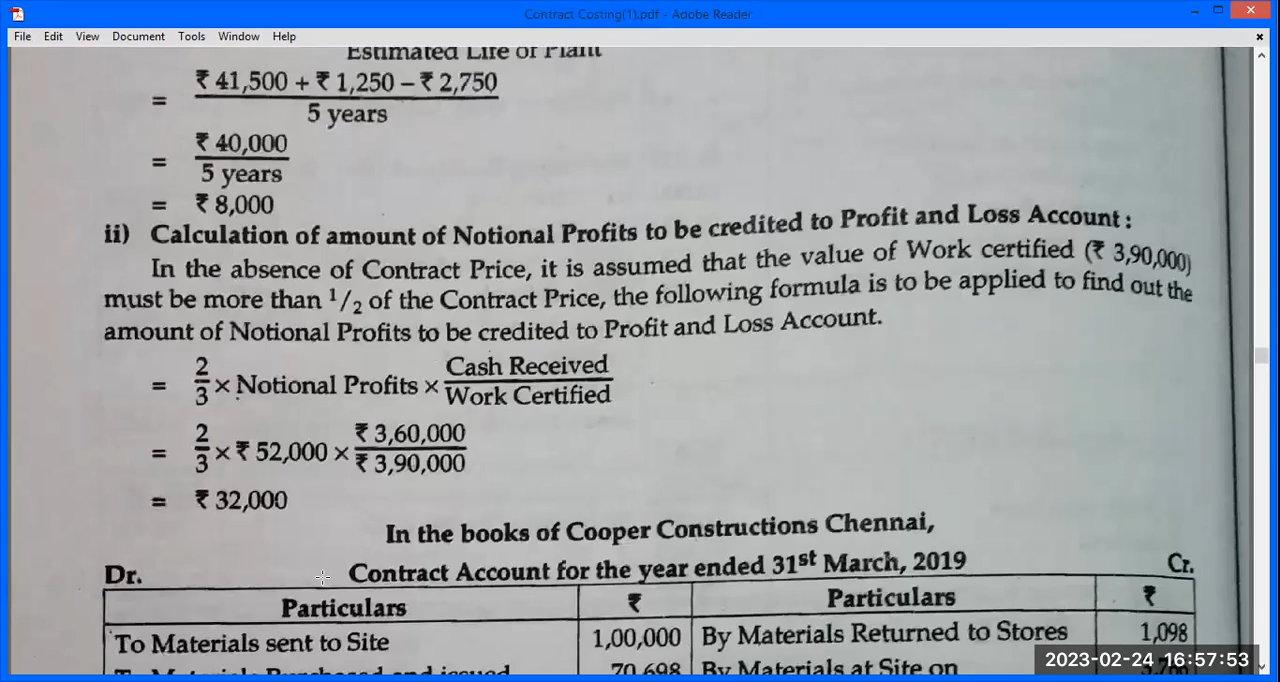 Contract Costing(1).pdf - Adobe Reader
File Edit View Document Tools Window Help
Estimated Life of Plant
= ₹ 41,500 + ₹ 1,250 – ₹ 2,750
5 years
= ₹ 40,000
5 years
= ₹ 8,000
ii) Calculation of amount of Notional Profits to be credited to Profit and Loss Account :
In the absence of Contract Price, it is assumed that the value of Work certified (₹ 3,90,000)
must be more than 1/2 of the Contract Price, the following formula is to be applied to find out the
amount of Notional Profits to be credited to Profit and Loss Account.
= 2/3 × Notional Profits × Cash Received
Work Certified
= 2/3 × ₹ 52,000 × ₹ 3,60,000
₹ 3,90,000
= ₹ 32,000
In the books of Cooper Constructions Chennai,
Dr. Contract Account for the year ended 31st March, 2019 Cr.
Particulars ₹ Particulars ₹
To Materials sent to Site 1,00,000 By Materials Returned to Stores 1,098
To Materials Purchased and issued 70,698 By Materials at Site on
2023-02-24 16:57:53